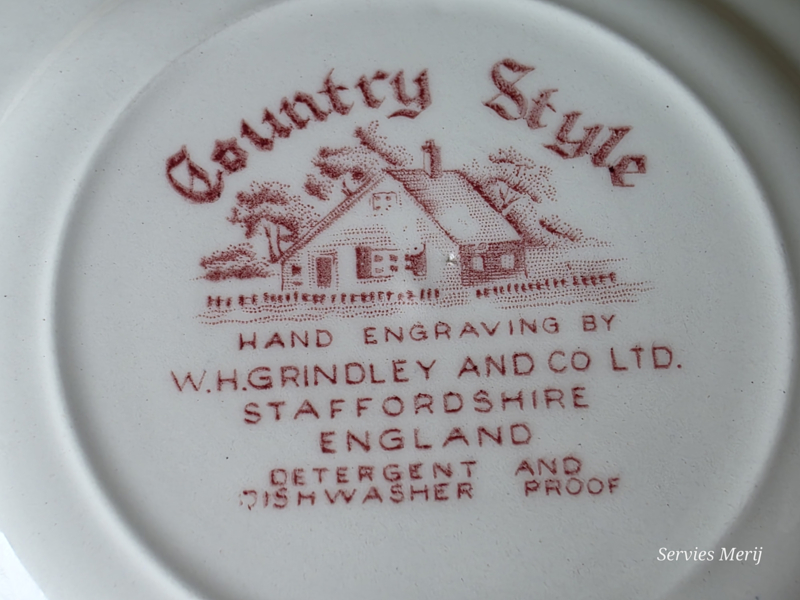 Country Style
HAND ENGRAVING BY
W.H.GRINDLEY AND CO LTD.
STAFFORDSHIRE
ENGLAND
DETERGENT AND
DISHWASHER PROOF
Servies Merij